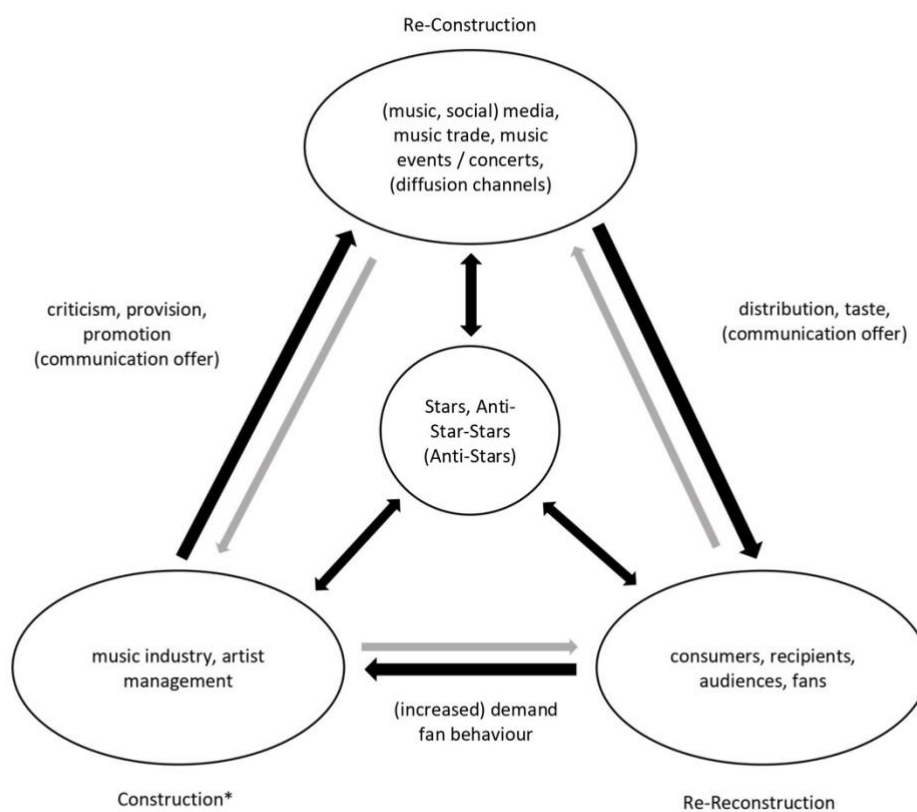 Re-Construction
(music, social) media,
music trade, music
events / concerts,
(diffusion channels)
criticism, provision,
promotion
(communication offer)
distribution, taste,
(communication offer)
Stars, Anti-
Star-Stars
(Anti-Stars)
music industry, artist
management
consumers, recipients,
audiences, fans
(increased) demand
fan behaviour
Construction*
Re-Reconstruction